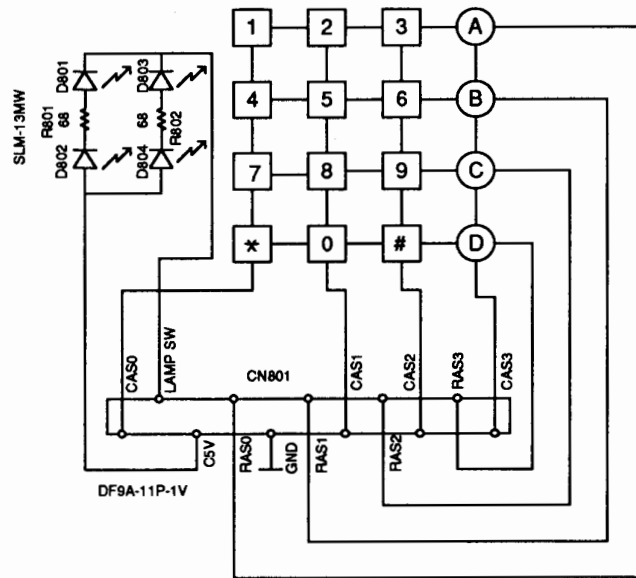 SLM-13MW
D801
D803
R801
68
68
R802
D802
D804
1 2 3 A
4 5 6 B
7 8 9 C
* 0 # D
CAS0
LAMP SW
CN801
CAS1
CAS2
RAS3
CAS3
C5V
RAS0
GND
RAS1
RAS2
DF9A-11P-1V